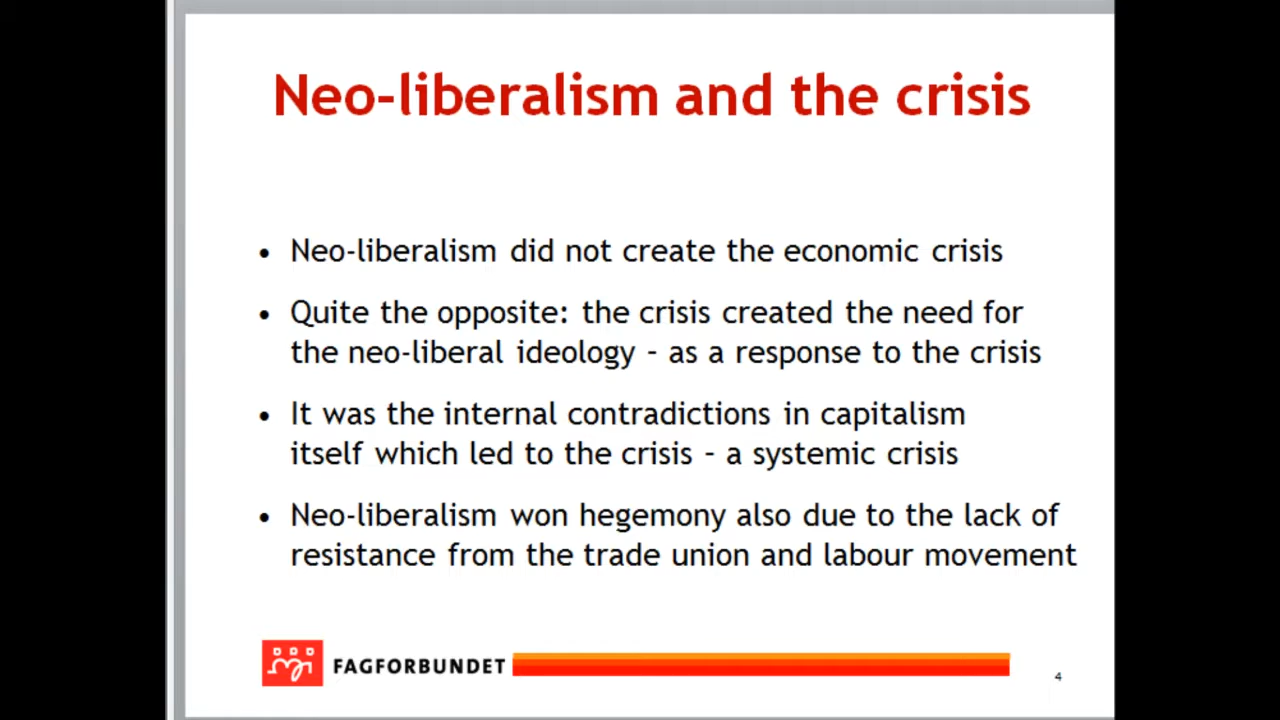 Neo-liberalism and the crisis
• Neo-liberalism did not create the economic crisis
• Quite the opposite: the crisis created the need for
the neo-liberal ideology – as a response to the crisis
• It was the internal contradictions in capitalism
itself which led to the crisis – a systemic crisis
• Neo-liberalism won hegemony also due to the lack of
resistance from the trade union and labour movement
FAGFORBUNDET
4